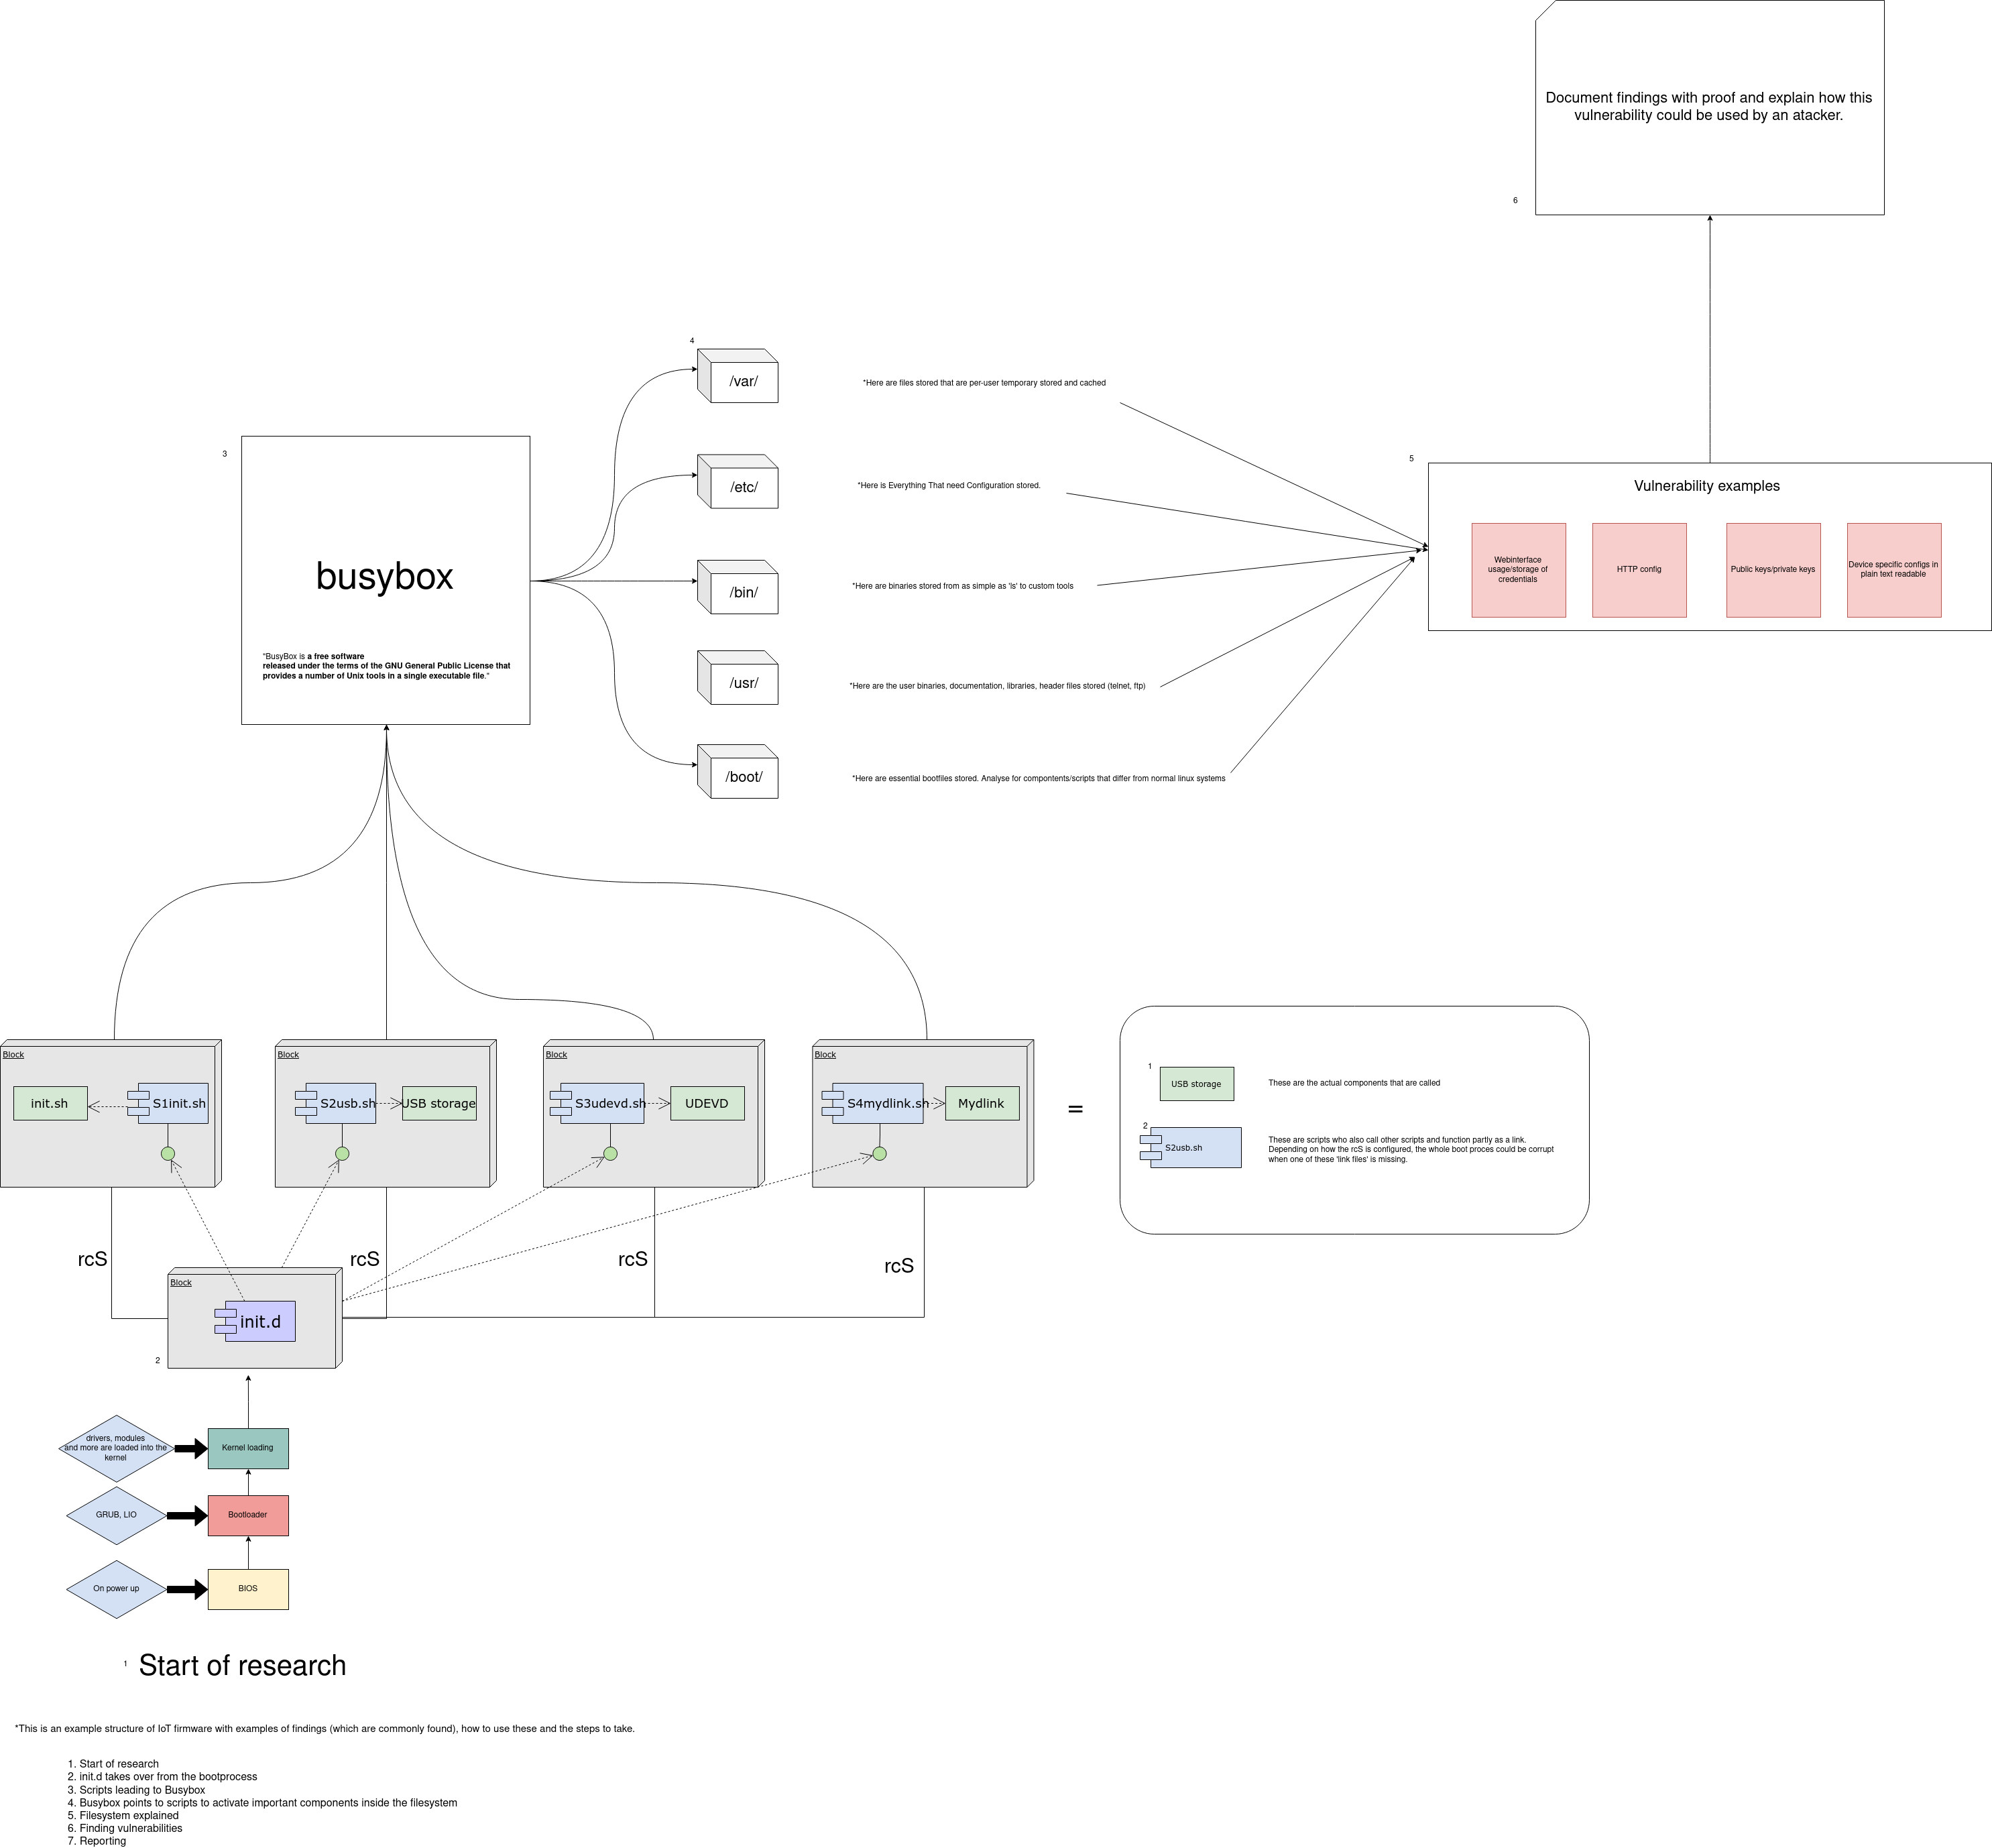 Document findings with proof and explain how this
vulnerability could be used by an atacker.
6
4
/var/
*Here are files stored that are per-user temporary stored and cached
3
busybox
"BusyBox is a free software
released under the terms of the GNU General Public License that
provides a number of Unix tools in a single executable file."
/etc/
*Here is Everything That need Configuration stored.
/bin/
*Here are binaries stored from as simple as 'ls' to custom tools
/usr/
*Here are the user binaries, documentation, libraries, header files stored (telnet, ftp)
/boot/
*Here are essential bootfiles stored. Analyse for compontents/scripts that differ from normal linux systems
5
Vulnerability examples
Webinterface
usage/storage of
credentials
HTTP config
Public keys/private keys
Device specific configs in
plain text readable
Block
init.sh
S1init.sh
Block
S2usb.sh
USB storage
Block
S3udevd.sh
UDEVD
Block
S4mydlink.sh
Mydlink
=
1
USB storage
These are the actual components that are called
2
S2usb.sh
These are scripts who also call other scripts and function partly as a link.
Depending on how the rcS is configured, the whole boot proces could be corrupt
when one of these 'link files' is missing.
rcS
rcS
rcS
rcS
Block
init.d
2
drivers, modules
and more are loaded into the
kernel
Kernel loading
GRUB, LIO
Bootloader
On power up
BIOS
1
Start of research
*This is an example structure of IoT firmware with examples of findings (which are commonly found), how to use these and the steps to take.
1. Start of research
2. init.d takes over from the bootprocess
3. Scripts leading to Busybox
4. Busybox points to scripts to activate important components inside the filesystem
5. Filesystem explained
6. Finding vulnerabilities
7. Reporting